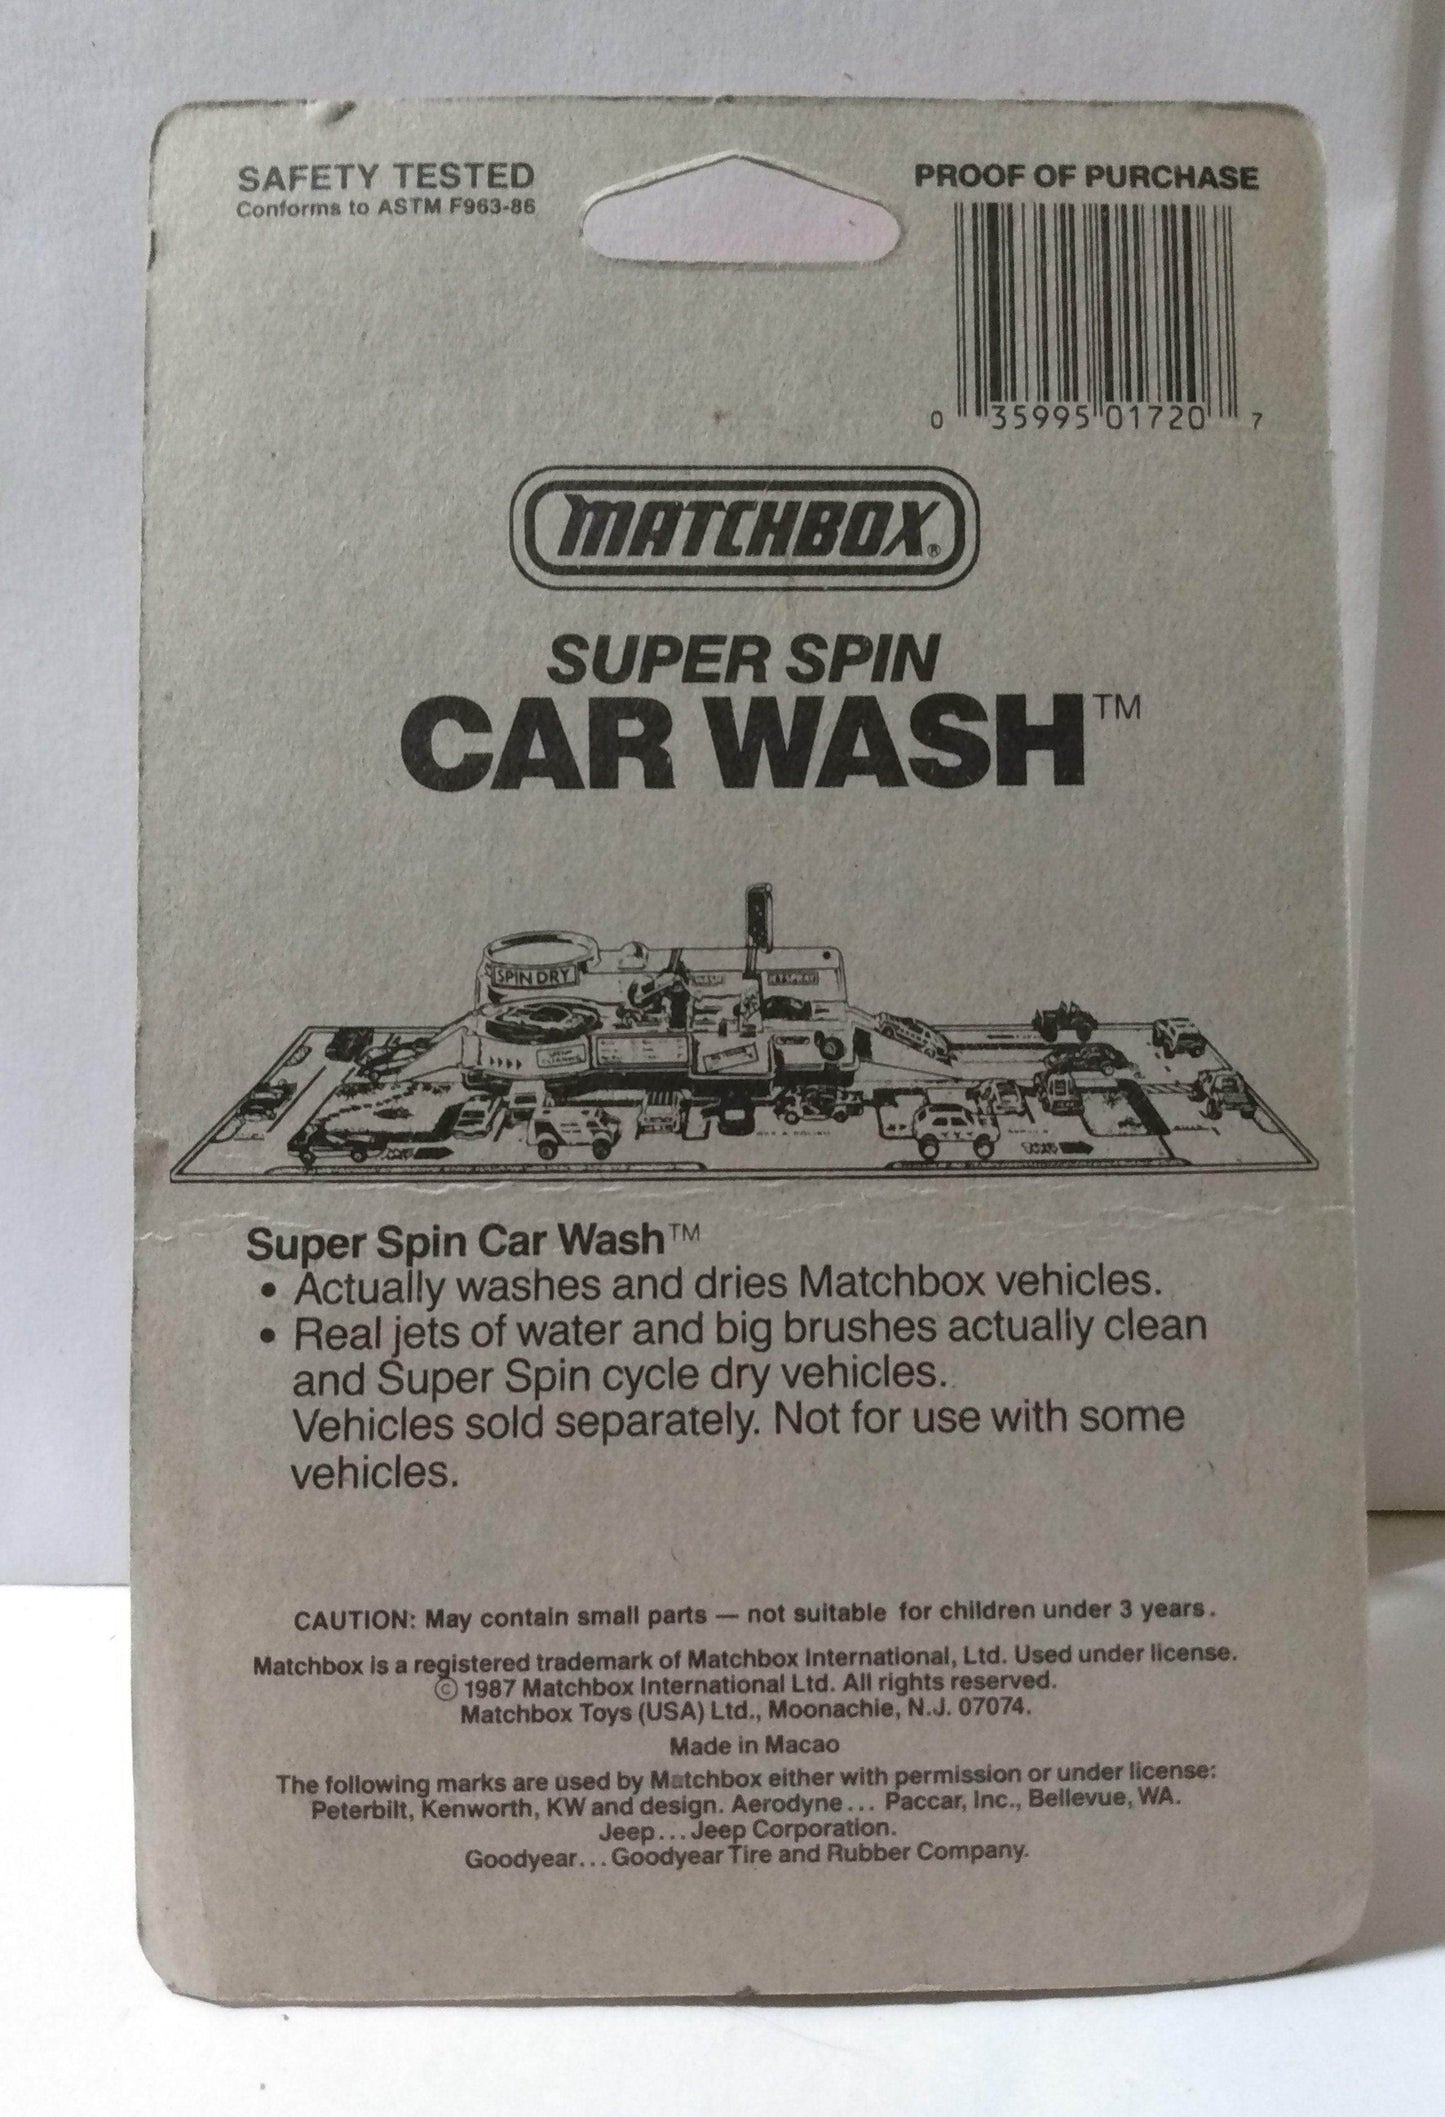 SAFETY TESTED
Conforms to ASTM F963-86
PROOF OF PURCHASE
0 35995 01720 7
MATCHBOX®
SUPER SPIN
CAR WASH™
SPIN DRY
Super Spin Car Wash™
• Actually washes and dries Matchbox vehicles.
• Real jets of water and big brushes actually clean
and Super Spin cycle dry vehicles.
Vehicles sold separately. Not for use with some
vehicles.
CAUTION: May contain small parts — not suitable for children under 3 years.
Matchbox is a registered trademark of Matchbox International, Ltd. Used under license.
© 1987 Matchbox International Ltd. All rights reserved.
Matchbox Toys (USA) Ltd., Moonachie, N.J. 07074.
Made in Macao
The following marks are used by Matchbox either with permission or under license:
Peterbilt, Kenworth, KW and design. Aerodyne... Paccar, Inc., Bellevue, WA.
Jeep...Jeep Corporation.
Goodyear...Goodyear Tire and Rubber Company.